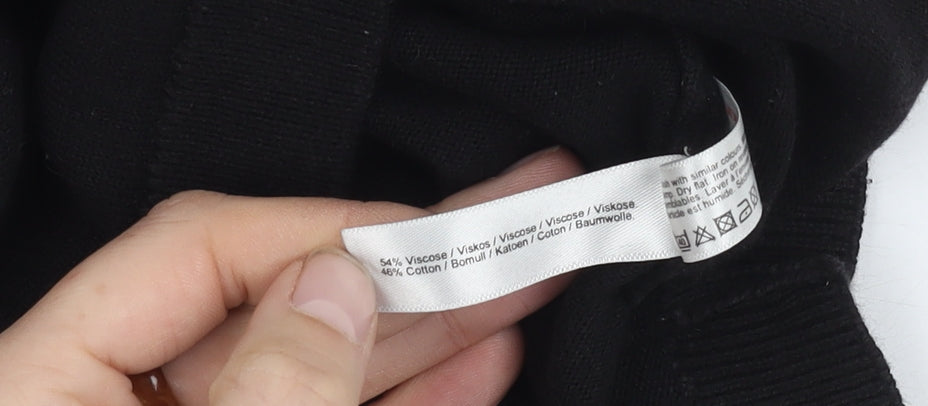 54% Viscose / Viskos / Viscose / Viscose / Viskose.
46% Cotton / Bomull / Katoen / Coton / Baumwolle.
with similar colours
Dry flat. Iron on
Laver à
est humide.
40